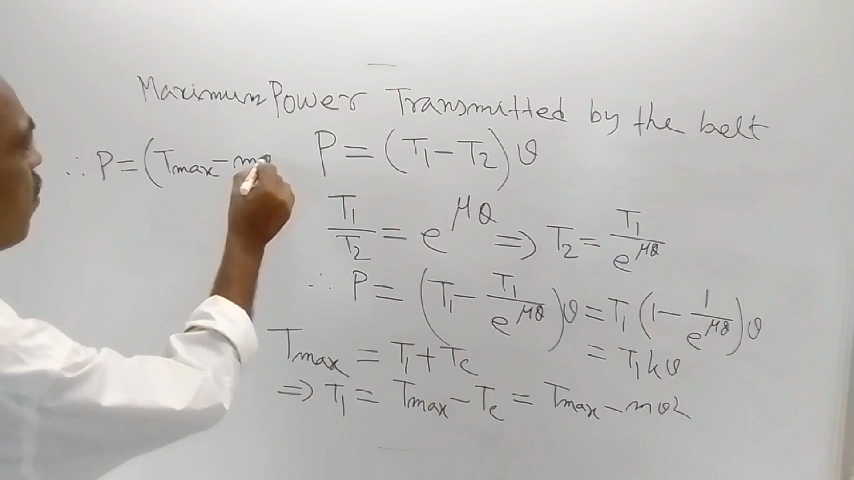 Maximum Power Transmitted by the belt
∴ P = (Tmax - mv
P = (T1 - T2) v
T1/T2 = e^μθ ⇒ T2 = T1/e^μθ
∴ P = (T1 - T1/e^μθ) v = T1 (1 - 1/e^μθ) v
= T1 k v
Tmax = T1 + Tc
⇒ T1 = Tmax - Tc = Tmax - mv2